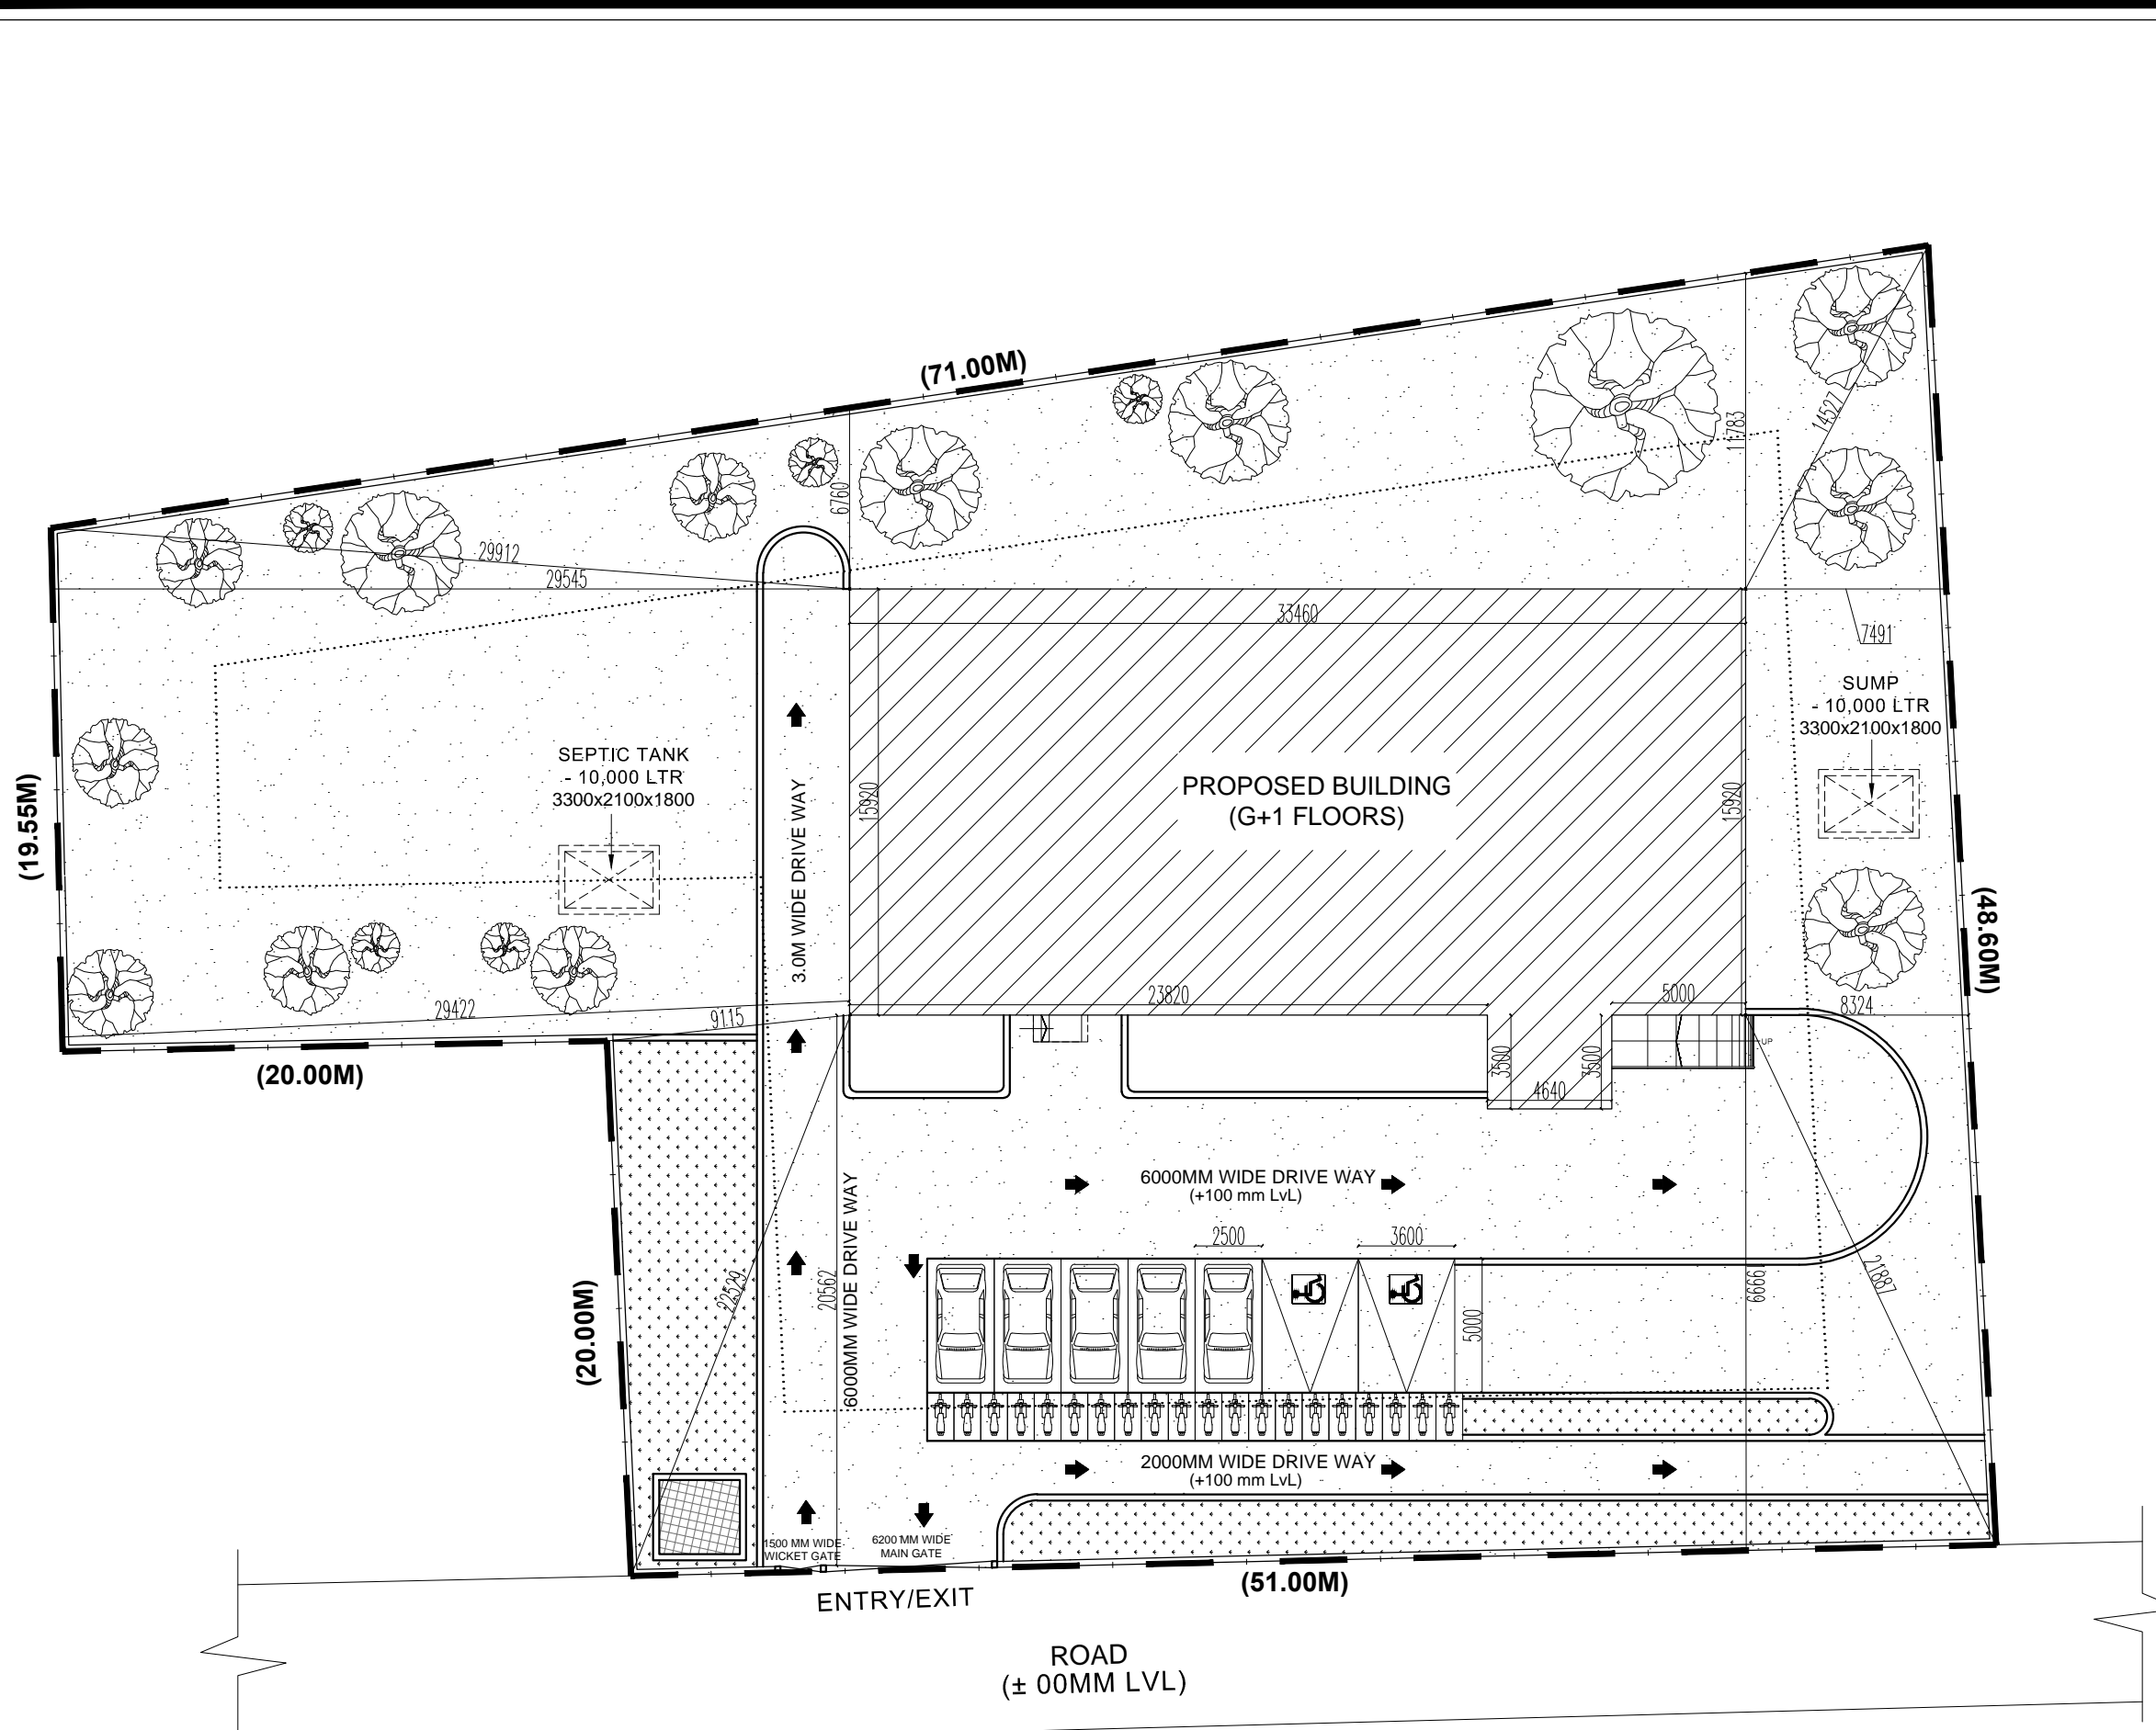 (71.00M)
11783
14527
6760
29912
29545
33460
7491
SUMP
- 10,000 LTR
3300x2100x1800
SEPTIC TANK
- 10,000 LTR
3300x2100x1800
PROPOSED BUILDING
(G+1 FLOORS)
15920
15920
(19.55M)
3.0M WIDE DRIVE WAY
(48.60M)
29422
9115
23820
5000
8324
UP
3500
3500
4640
(20.00M)
6000MM WIDE DRIVE WAY
(+100 mm LvL)
6000MM WIDE DRIVE WAY
2500
3600
22529
20562
5000
21887
(20.00M)
2000MM WIDE DRIVE WAY
(+100 mm LvL)
1500 MM WIDE
WICKET GATE
6200 MM WIDE
MAIN GATE
(51.00M)
ENTRY/EXIT
ROAD
(± 00MM LVL)